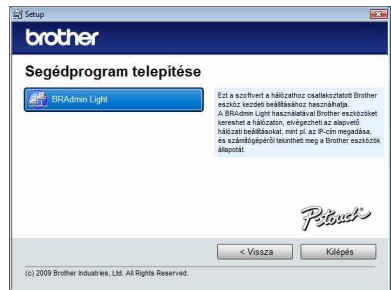 Setup
brother
Segédprogram telepítése
BRAdmin Light
Ezt a szoftvert a hálózathoz csatlakoztatott Brother
eszköz kezdeti beállításához használhatja.
A BRAdmin Light használatával Brother eszközöket
kereshet a hálózaton, elvégezheti az alapvető
hálózati beállításokat, mint pl. az IP-cím megadása,
és számítógépéről tekintheti meg a Brother eszközök
állapotát.
P-touch
< Vissza
Kilépés
(c) 2009 Brother Industries, Ltd. All Rights Reserved.